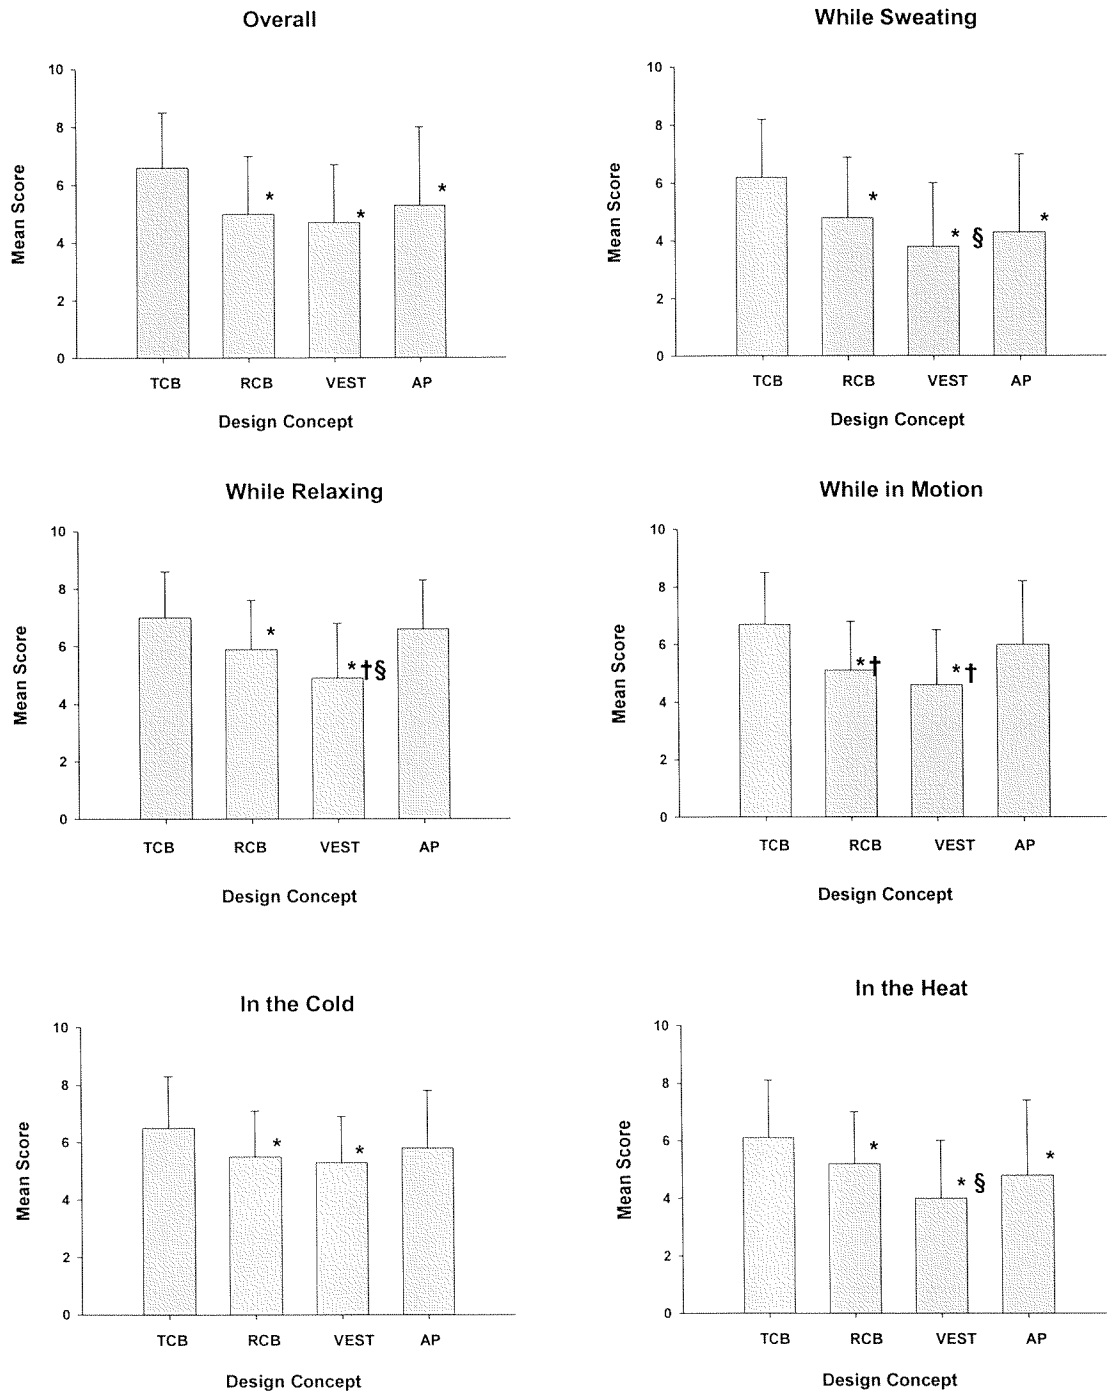 Overall
10
8
6
4
2
0
Mean Score
*
*
*
TCB RCB VEST AP
Design Concept
While Sweating
10
8
6
4
2
0
Mean Score
*
* §
*
TCB RCB VEST AP
Design Concept
While Relaxing
10
8
6
4
2
0
Mean Score
*
*†§
TCB RCB VEST AP
Design Concept
While in Motion
10
8
6
4
2
0
Mean Score
*†
*†
TCB RCB VEST AP
Design Concept
In the Cold
10
8
6
4
2
0
Mean Score
*
*
TCB RCB VEST AP
Design Concept
In the Heat
10
8
6
4
2
0
Mean Score
*
* §
*
TCB RCB VEST AP
Design Concept